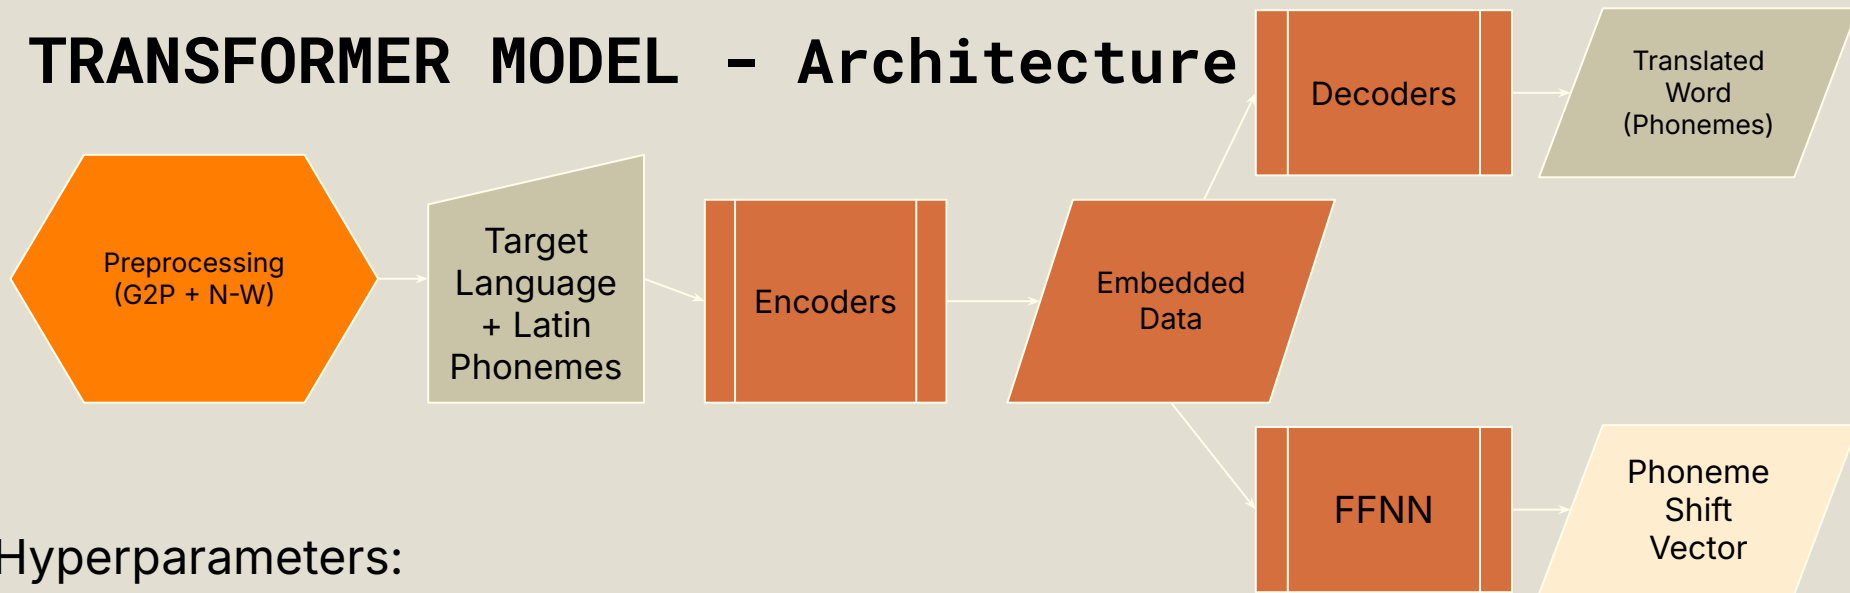 TRANSFORMER MODEL - Architecture
Preprocessing
(G2P + N-W)
Target
Language
+ Latin
Phonemes
Encoders
Embedded
Data
Decoders
Translated
Word
(Phonemes)
FFNN
Phoneme
Shift
Vector
Hyperparameters: